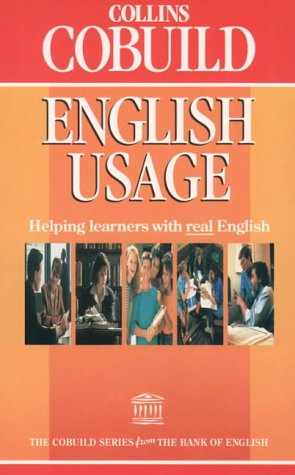 COLLINS
COBUILD
ENGLISH
USAGE
Helping learners with real English
THE COBUILD SERIES from THE BANK OF ENGLISH